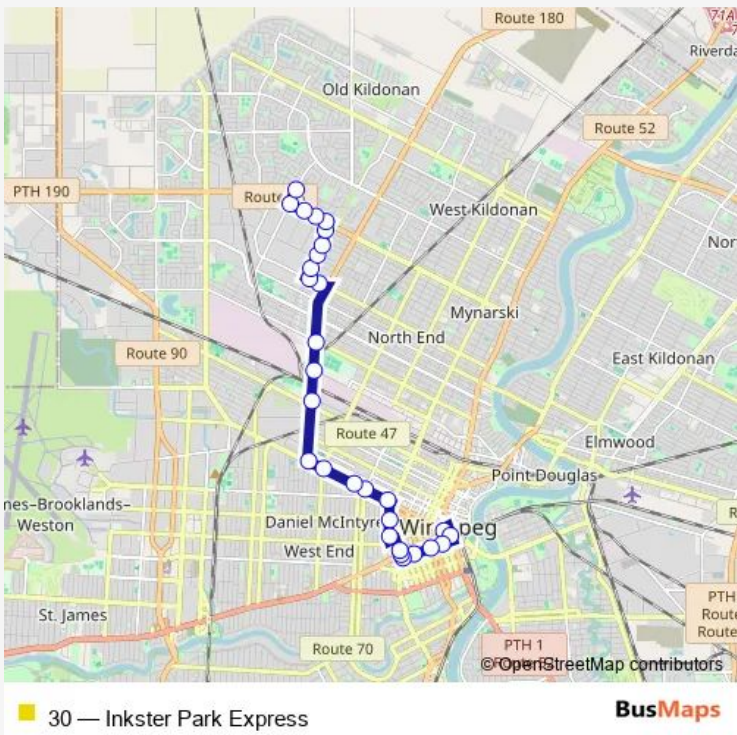 Route 180
71A
Riverda
Old Kildonan
Route 52
PTH 190
Route
West Kildonan
Nor
Mynarski
North End
East Kildonan
Route 90
Route 47
Elmwood
Point Douglas
mes–Brooklands–
Weston
Daniel McIntyre
Winnipeg
West End
St. James
PTH
Route
Route
Route 70
PTH 1
© OpenStreetMap contributors
30 — Inkster Park Express
BusMaps